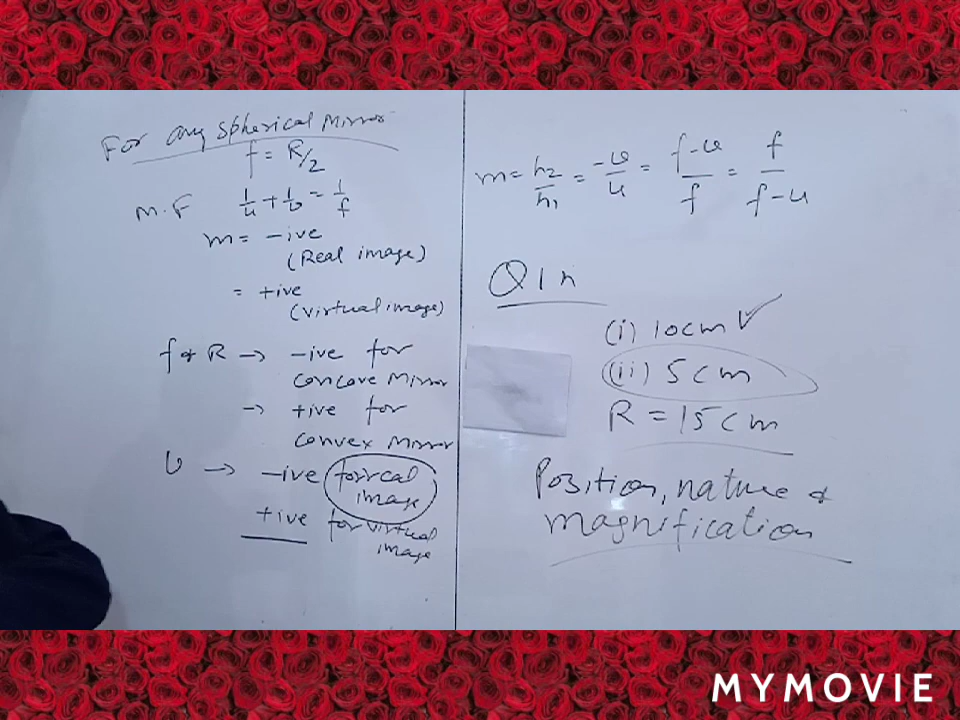 For any spherical Mirror
f = R/2
M.F 1/u + 1/v = 1/f
m = -ive
(Real image)
= +ive
(virtual image)
f & R → -ive for
concave Mirror
→ +ive for
convex Mirror
v → -ive for real
image
+ive for virtual
image
m = h2/h1 = -v/u = f-v/f = f/f-u
Q1n
(i) 10cm ✓
(ii) 5cm
R = 15cm
Position, nature &
magnification
MYMOVIE